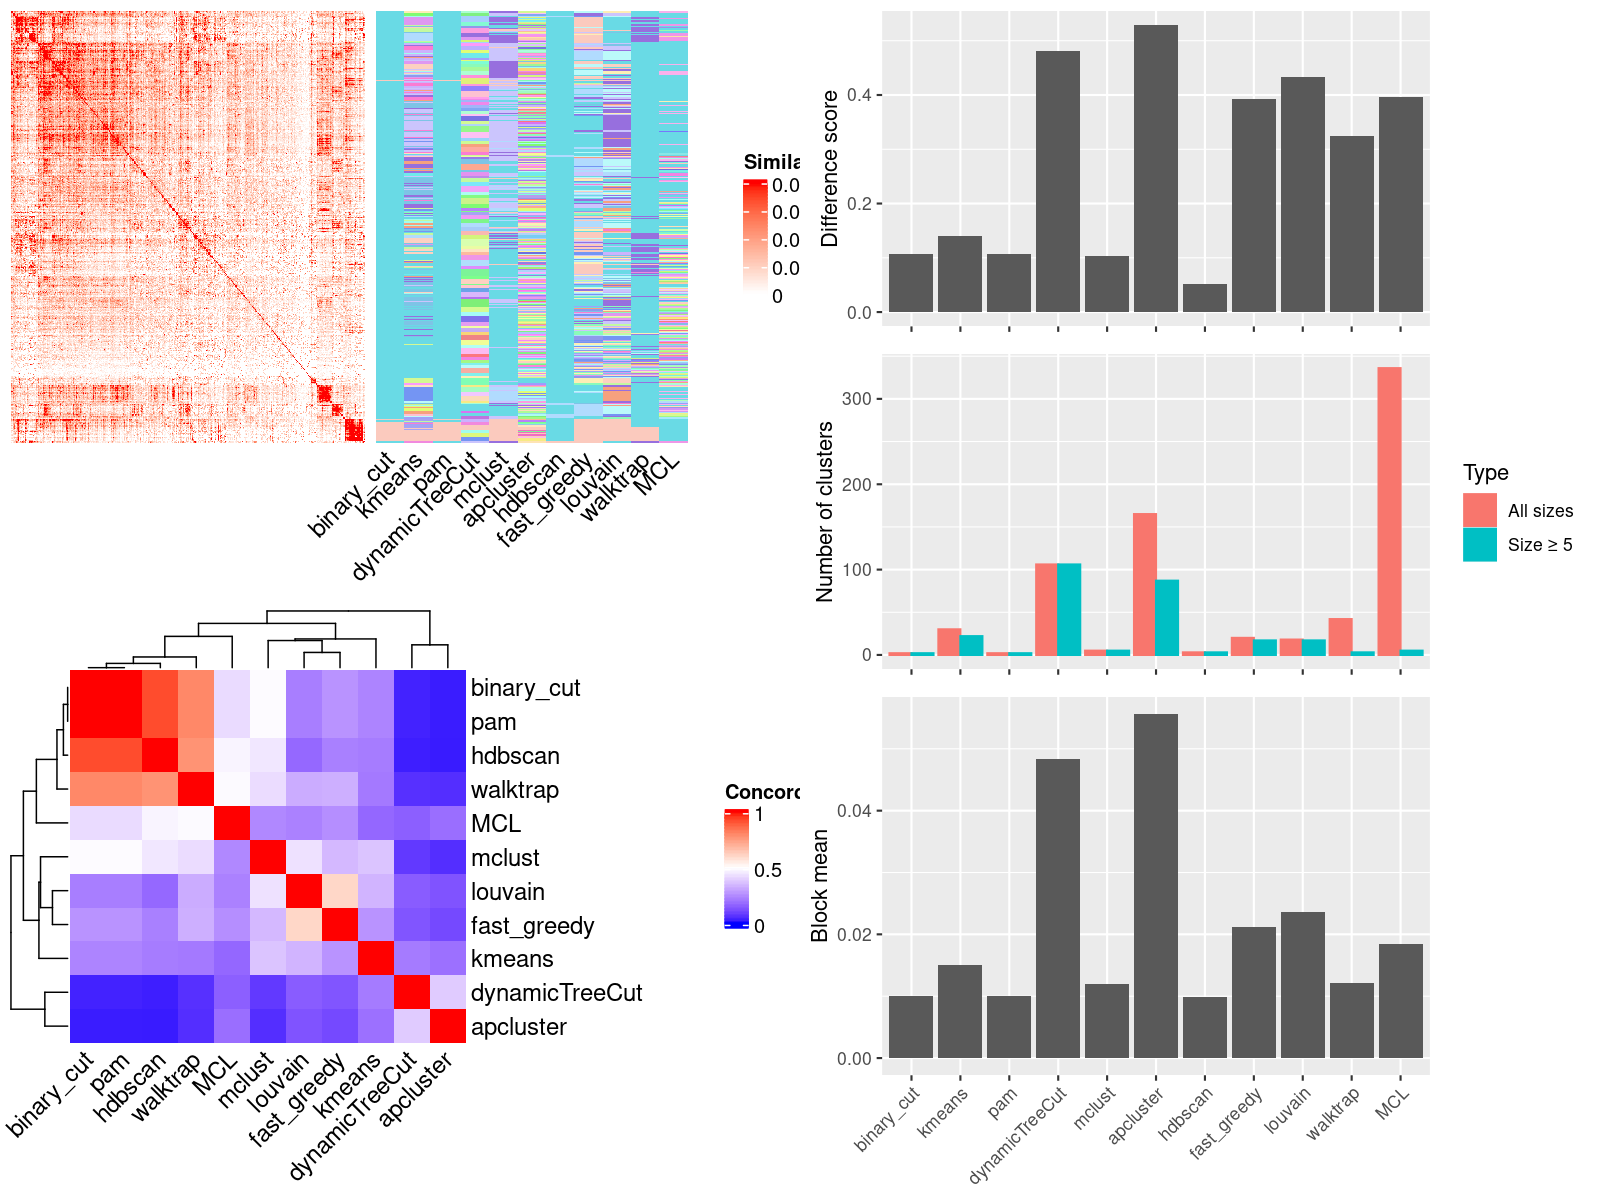 Simila
0.0
0.0
0.0
0.0
0
binary_cut
kmeans
pam
dynamicTreeCut
mclust
apcluster
hdbscan
fast_greedy
louvain
walktrap
MCL
binary_cut
pam
hdbscan
walktrap
MCL
mclust
louvain
fast_greedy
kmeans
dynamicTreeCut
apcluster
binary_cut
pam
hdbscan
walktrap
MCL
mclust
louvain
fast_greedy
kmeans
dynamicTreeCut
apcluster
Concord
1
0.5
0
Difference score
0.4
0.2
0.0
Number of clusters
300
200
100
0
Type
All sizes
Size ≥ 5
Block mean
0.04
0.02
0.00
binary_cut
kmeans
pam
dynamicTreeCut
mclust
apcluster
hdbscan
fast_greedy
louvain
walktrap
MCL